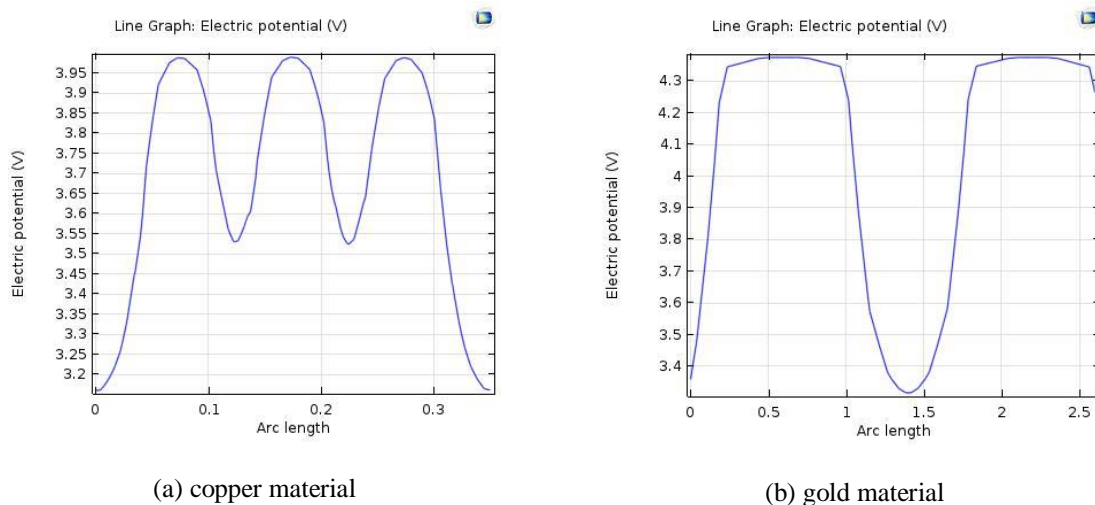 Line Graph: Electric potential (V)
3.95
3.9
3.85
3.8
3.75
3.7
3.65
3.6
3.55
3.5
3.45
3.4
3.35
3.3
3.25
3.2
Electric potential (V)
0 0.1 0.2 0.3
Arc length
(a) copper material
Line Graph: Electric potential (V)
4.3
4.2
4.1
4
3.9
3.8
3.7
3.6
3.5
3.4
Electric potential (V)
0 0.5 1 1.5 2 2.5
Arc length
(b) gold material